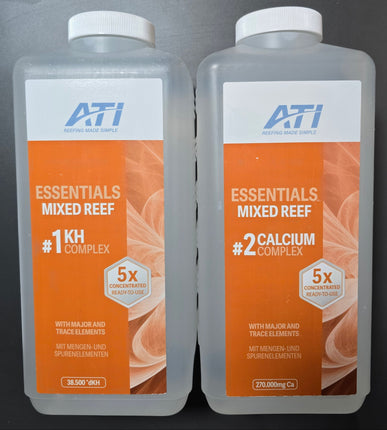 ATI
REEFING MADE SIMPLE
ESSENTIALS
MIXED REEF
#1 KH
COMPLEX
5x
CONCENTRATED
READY-TO-USE
WITH MAJOR AND
TRACE ELEMENTS
MIT MENGEN- UND
SPURENELEMENTEN
38.500 °dKH
ATI
REEFING MADE SIMPLE
ESSENTIALS
MIXED REEF
#2 CALCIUM
COMPLEX
5x
CONCENTRATED
READY-TO-USE
WITH MAJOR AND
TRACE ELEMENTS
MIT MENGEN- UND
SPURENELEMENTEN
270.000mg Ca